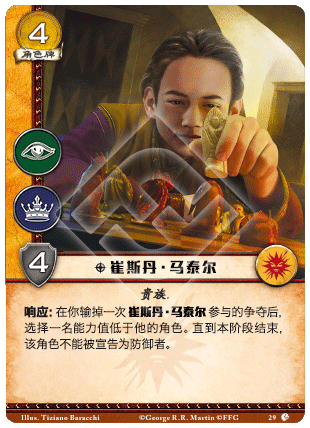 4
角色牌
4
崔斯丹·马泰尔
贵族.
响应: 在你输掉一次 崔斯丹·马泰尔 参与的争夺后,
选择一名能力值低于他的角色。直到本阶段结束,
该角色不能被宣告为防御者。
Illus. Tiziano Baracchi ©George R.R. Martin ©FFG 29